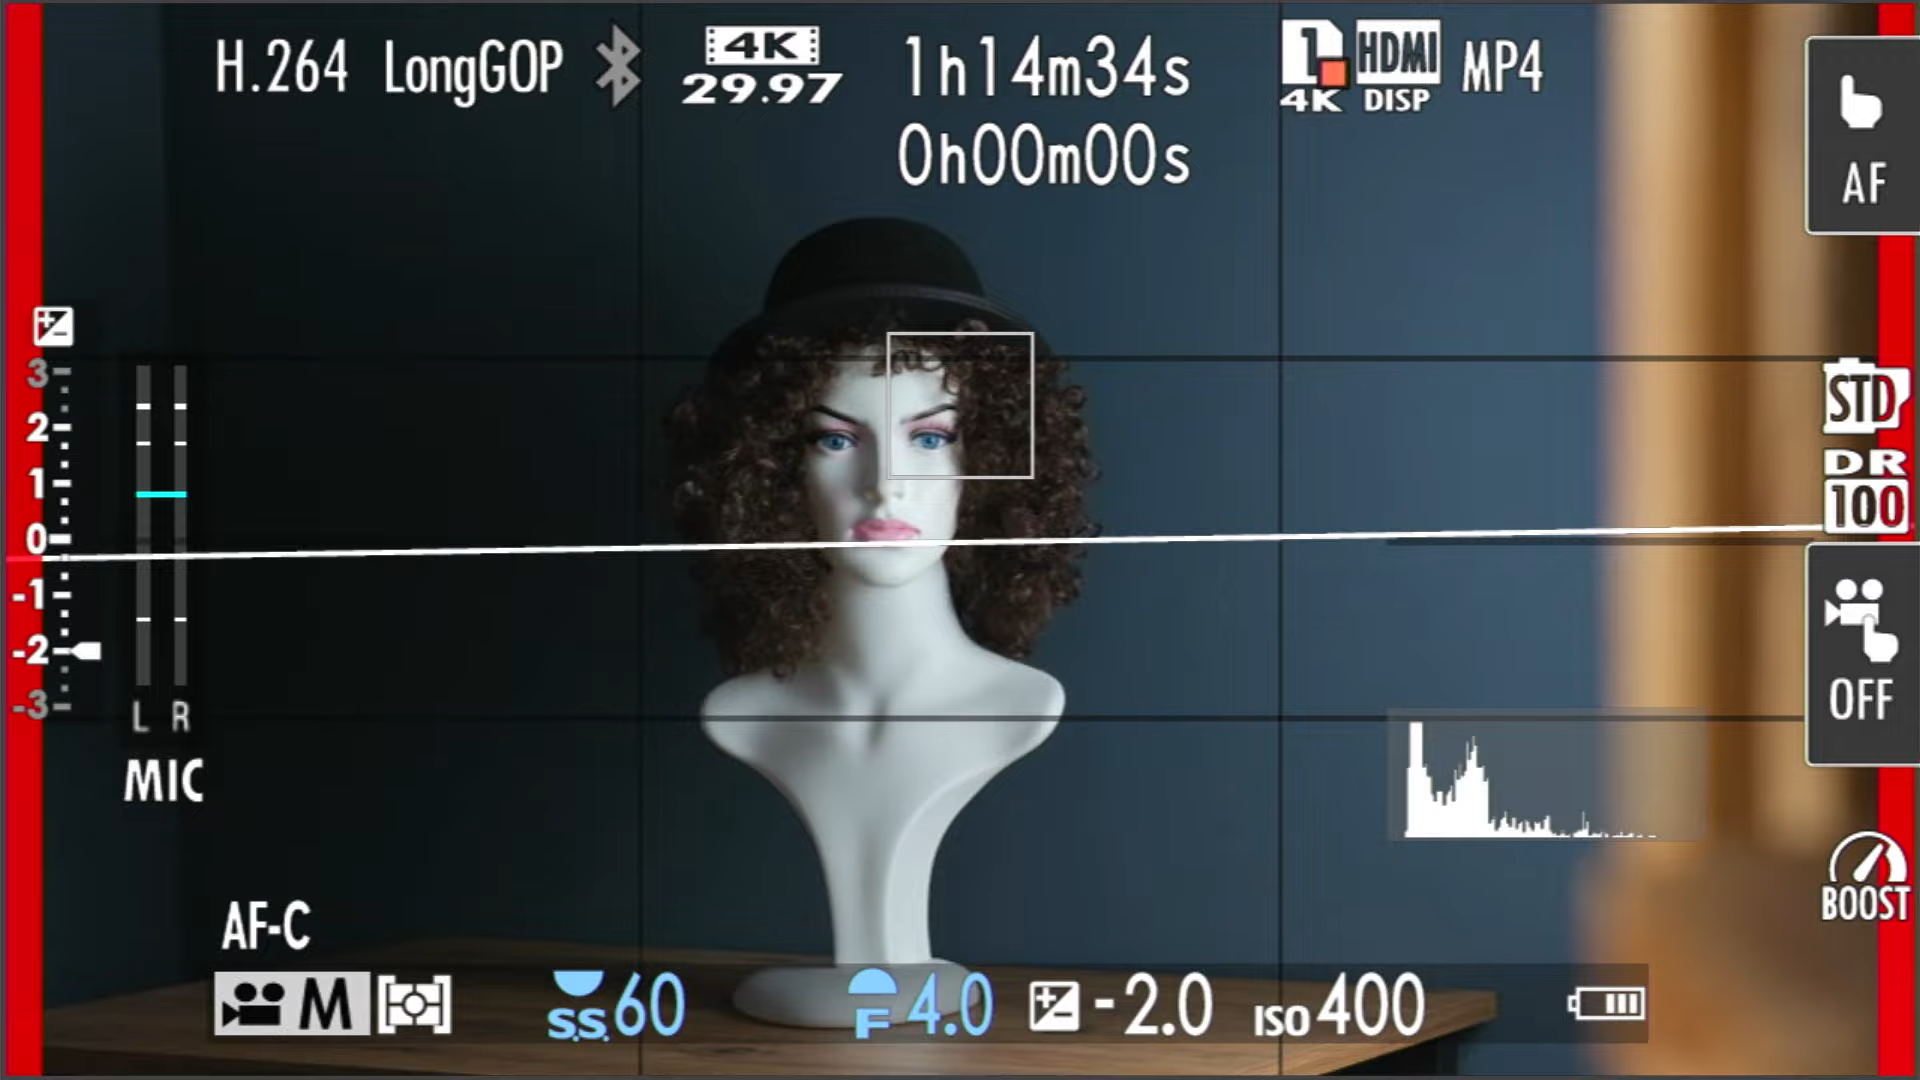 H.264 LongGOP 4K 29.97 1h14m34s 1 4K HDMI DISP MP4
0h00m00s
AF
3
2
1
0
-1
-2
-3
L R
MIC
STD
DR
100
OFF
BOOST
AF-C
M S.S. 60 F 4.0 -2.0 ISO 400